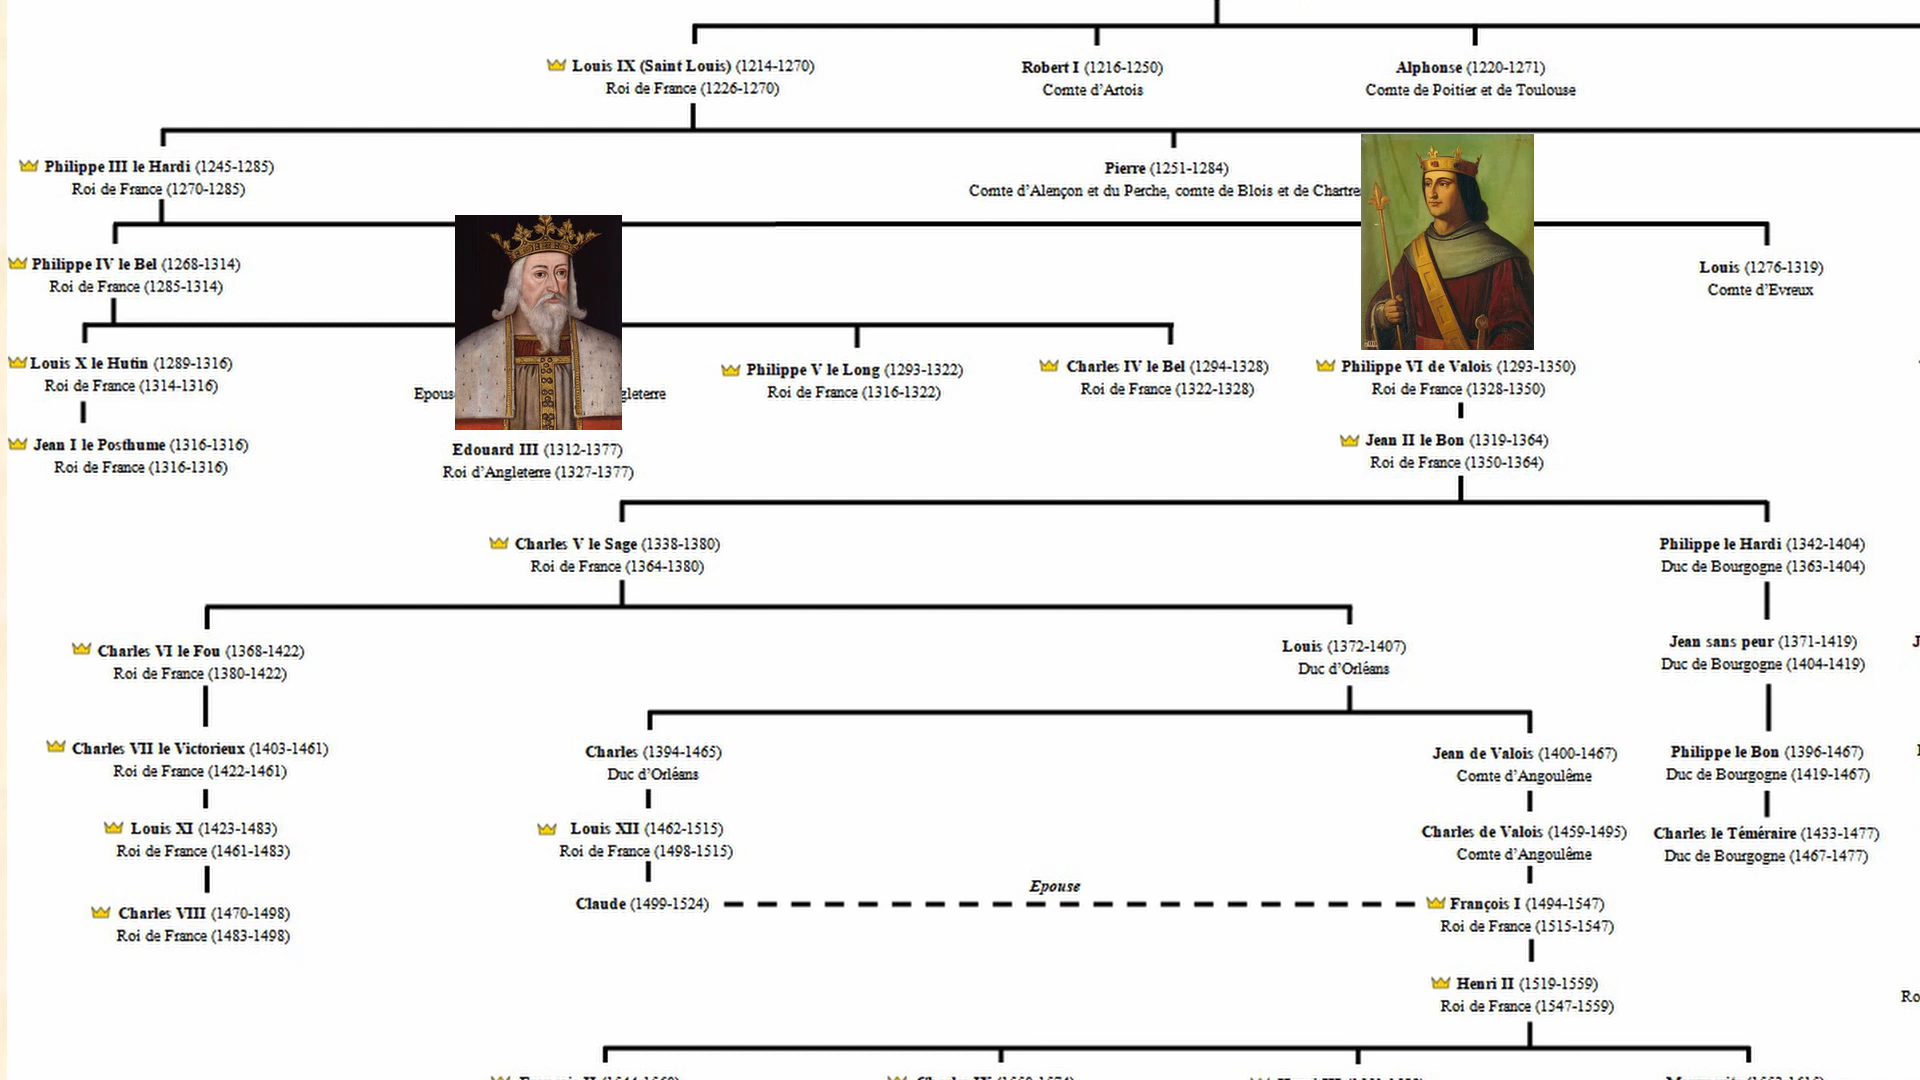 Louis IX (Saint Louis) (1214-1270)
Roi de France (1226-1270)
Robert I (1216-1250)
Comte d'Artois
Alphonse (1220-1271)
Comte de Poitier et de Toulouse
Philippe III le Hardi (1245-1285)
Roi de France (1270-1285)
Pierre (1251-1284)
Comte d'Alençon et du Perche, comte de Blois et de Chartre
Philippe IV le Bel (1268-1314)
Roi de France (1285-1314)
Louis (1276-1319)
Comte d'Evreux
Louis X le Hutin (1289-1316)
Roi de France (1314-1316)
Epous
gleterre
Philippe V le Long (1293-1322)
Roi de France (1316-1322)
Charles IV le Bel (1294-1328)
Roi de France (1322-1328)
Philippe VI de Valois (1293-1350)
Roi de France (1328-1350)
Jean I le Posthume (1316-1316)
Roi de France (1316-1316)
Edouard III (1312-1377)
Roi d'Angleterre (1327-1377)
Jean II le Bon (1319-1364)
Roi de France (1350-1364)
Charles V le Sage (1338-1380)
Roi de France (1364-1380)
Philippe le Hardi (1342-1404)
Duc de Bourgogne (1363-1404)
Charles VI le Fou (1368-1422)
Roi de France (1380-1422)
Louis (1372-1407)
Duc d'Orléans
Jean sans peur (1371-1419)
Duc de Bourgogne (1404-1419)
Charles VII le Victorieux (1403-1461)
Roi de France (1422-1461)
Charles (1394-1465)
Duc d'Orléans
Jean de Valois (1400-1467)
Comte d'Angoulême
Philippe le Bon (1396-1467)
Duc de Bourgogne (1419-1467)
Louis XI (1423-1483)
Roi de France (1461-1483)
Louis XII (1462-1515)
Roi de France (1498-1515)
Charles de Valois (1459-1495)
Comte d'Angoulême
Charles le Téméraire (1433-1477)
Duc de Bourgogne (1467-1477)
Charles VIII (1470-1498)
Roi de France (1483-1498)
Claude (1499-1524)
Epouse
François I (1494-1547)
Roi de France (1515-1547)
Henri II (1519-1559)
Roi de France (1547-1559)
Ro